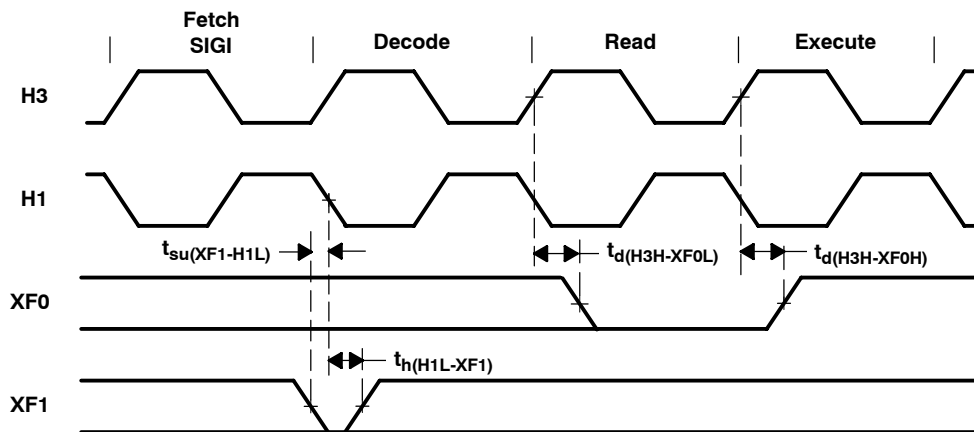 Fetch
SIGI
Decode
Read
Execute
H3
H1
tsu(XF1-H1L)
td(H3H-XF0L)
td(H3H-XF0H)
XF0
th(H1L-XF1)
XF1